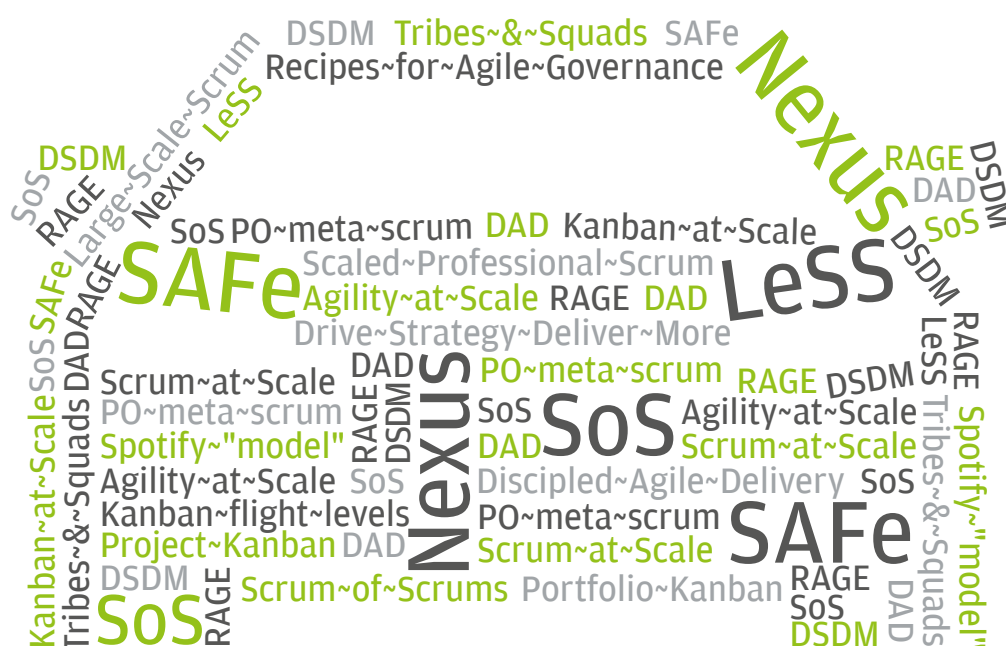 DSDM Tribes~&~Squads SAFe
Recipes~for~Agile~Governance
Nexus
Large~Scale~Scrum
LeSS
Nexus
DSDM
SoS
RAGE
RAGE
DAD
SoS
DSDM
DSDM
SoS PO~meta~scrum DAD Kanban~at~Scale
SAFe
Scaled~Professional~Scrum
LeSS
Agility~at~Scale RAGE DAD
Drive~Strategy~Deliver~More
RAGE
SAFe
SoS
DAD
Kanban~at~Scale
Tribes~&~Squads
Scrum~at~Scale
DAD
PO~meta~scrum
RAGE
DSDM
Spotify~"model"
Agility~at~Scale SoS
Kanban~flight~levels
Project~Kanban DAD
Nexus
PO~meta~scrum RAGE DSDM
SoS
SoS
Agility~at~Scale
DAD
Scrum~at~Scale
Discipled~Agile~Delivery SoS
PO~meta~scrum
SAFe
Scrum~at~Scale
DSDM
SoS
RAGE
Scrum~of~Scrums Portfolio~Kanban
RAGE
SoS
DSDM
DAD
LeSS
RAGE
Tribes~&~Squads
Spotify~"model"